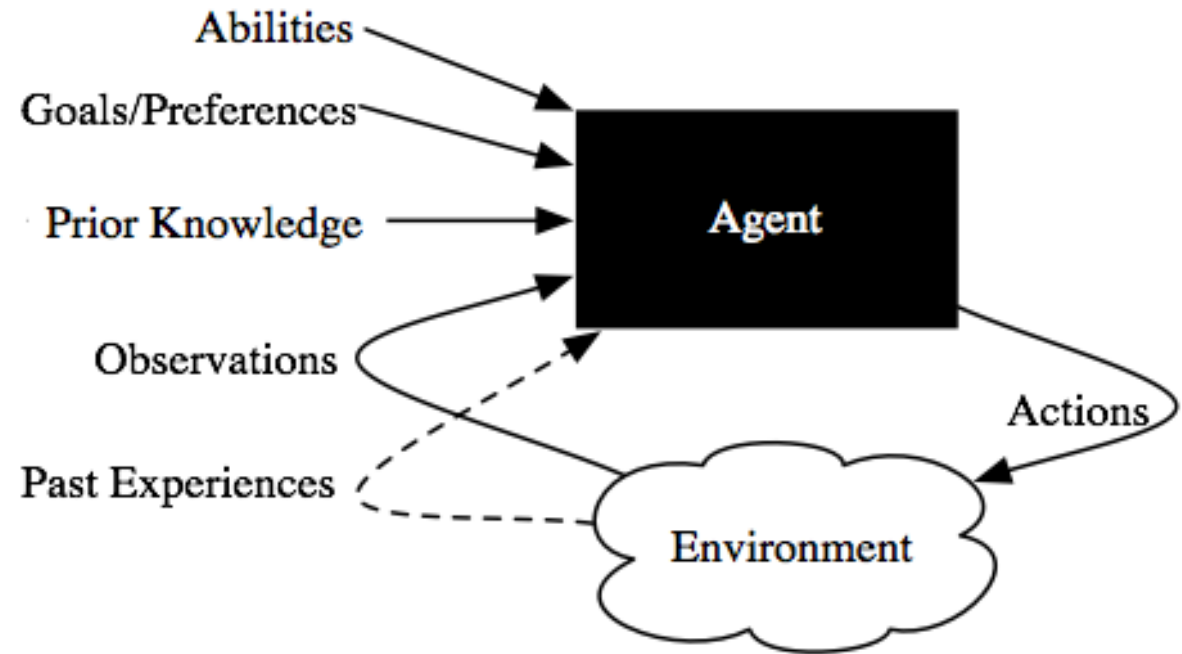 Abilities
Goals/Preferences
Prior Knowledge
Agent
Observations
Actions
Past Experiences
Environment